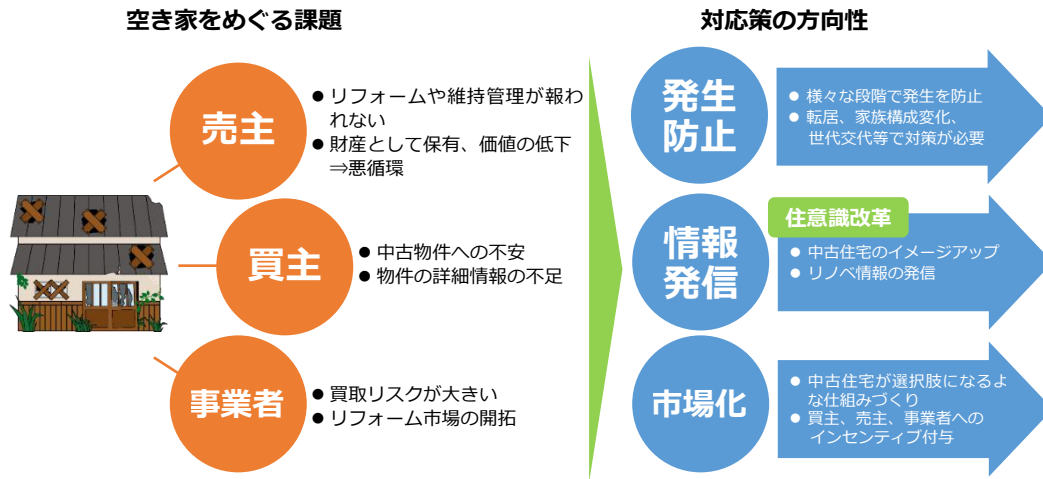 空き家をめぐる課題
売主
● リフォームや維持管理が報わ
れない
● 財産として保有、価値の低下
⇒悪循環
買主
● 中古物件への不安
● 物件の詳細情報の不足
事業者
● 買取リスクが大きい
● リフォーム市場の開拓
対応策の方向性
発生
防止
● 様々な段階で発生を防止
● 転居、家族構成変化、
世代交代等で対策が必要
情報
発信
住意識改革
● 中古住宅のイメージアップ
● リノベ情報の発信
市場化
● 中古住宅が選択肢になるよ
うな仕組みづくり
● 買主、売主、事業者への
インセンティブ付与